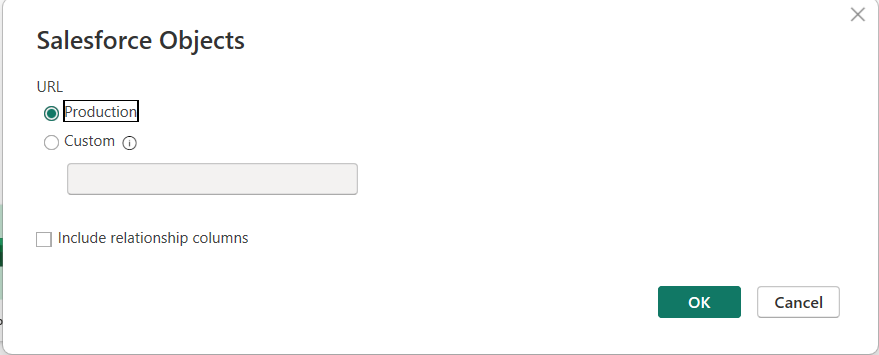 Salesforce Objects
URL
Production
Custom
Include relationship columns
OK Cancel